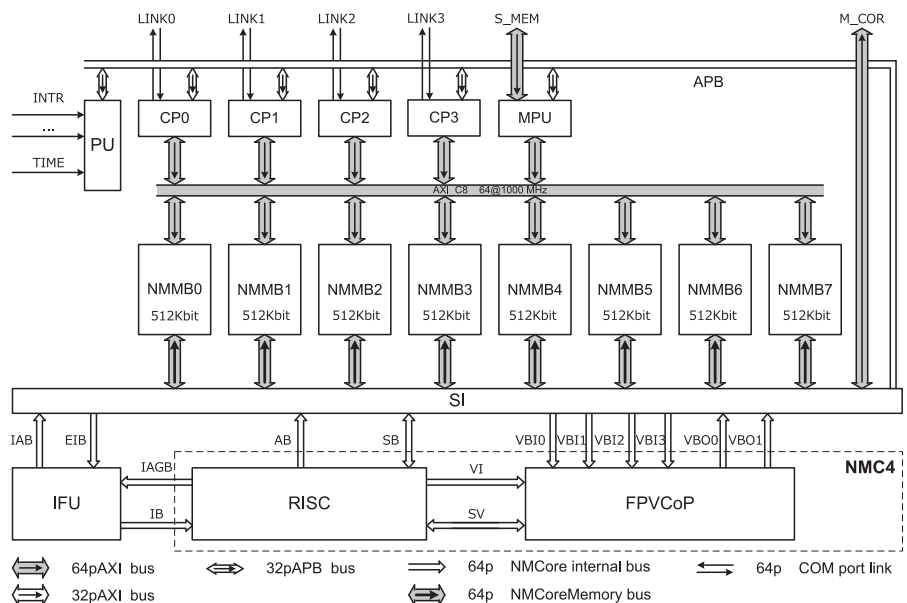 LINK0 LINK1 LINK2 LINK3 S_MEM M_COR
APB
INTR
...
TIME
PU CP0 CP1 CP2 CP3 MPU
AXI C8 64@1000 MHz
NMMB0 NMMB1 NMMB2 NMMB3 NMMB4 NMMB5 NMMB6 NMMB7
512Kbit 512Kbit 512Kbit 512Kbit 512Kbit 512Kbit 512Kbit 512Kbit
SI
IAB EIB AB SB VBI0 VBI1 VBI2 VBI3 VBO0 VBO1
IAGB VI NMC4
IFU RISC FPVCoP
IB SV
64pAXI bus 32pAPB bus 64p NMCore internal bus 64p COM port link
32pAXI bus 64p NMCoreMemory bus